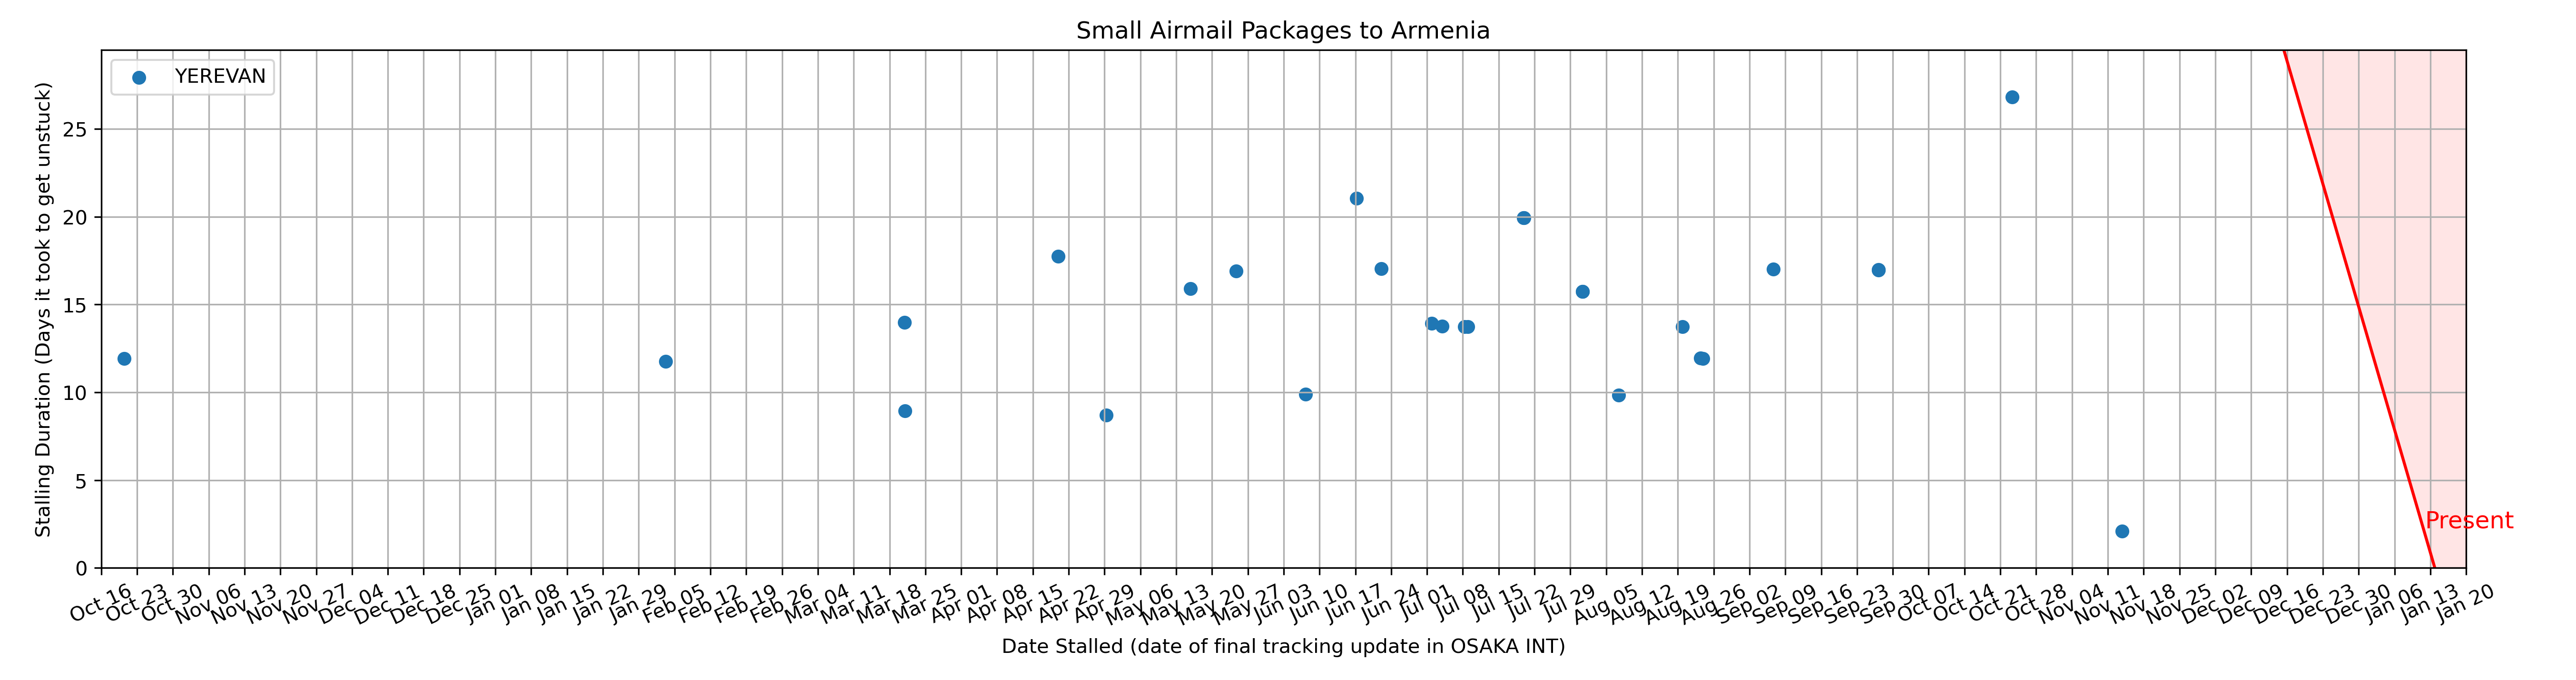 Small Airmail Packages to Armenia
YEREVAN
Stalling Duration (Days it took to get unstuck)
25
20
15
10
5
0
Present
Oct 16 Oct 23 Oct 30 Nov 06 Nov 13 Nov 20 Nov 27 Dec 04 Dec 11 Dec 18 Dec 25 Jan 01 Jan 08 Jan 15 Jan 22 Jan 29 Feb 05 Feb 12 Feb 19 Feb 26 Mar 04 Mar 11 Mar 18 Mar 25 Apr 01 Apr 08 Apr 15 Apr 22 Apr 29 May 06 May 13 May 20 May 27 Jun 03 Jun 10 Jun 17 Jun 24 Jul 01 Jul 08 Jul 15 Jul 22 Jul 29 Aug 05 Aug 12 Aug 19 Aug 26 Sep 02 Sep 09 Sep 16 Sep 23 Sep 30 Oct 07 Oct 14 Oct 21 Oct 28 Nov 04 Nov 11 Nov 18 Nov 25 Dec 02 Dec 09 Dec 16 Dec 23 Dec 30 Jan 06 Jan 13 Jan 20
Date Stalled (date of final tracking update in OSAKA INT)